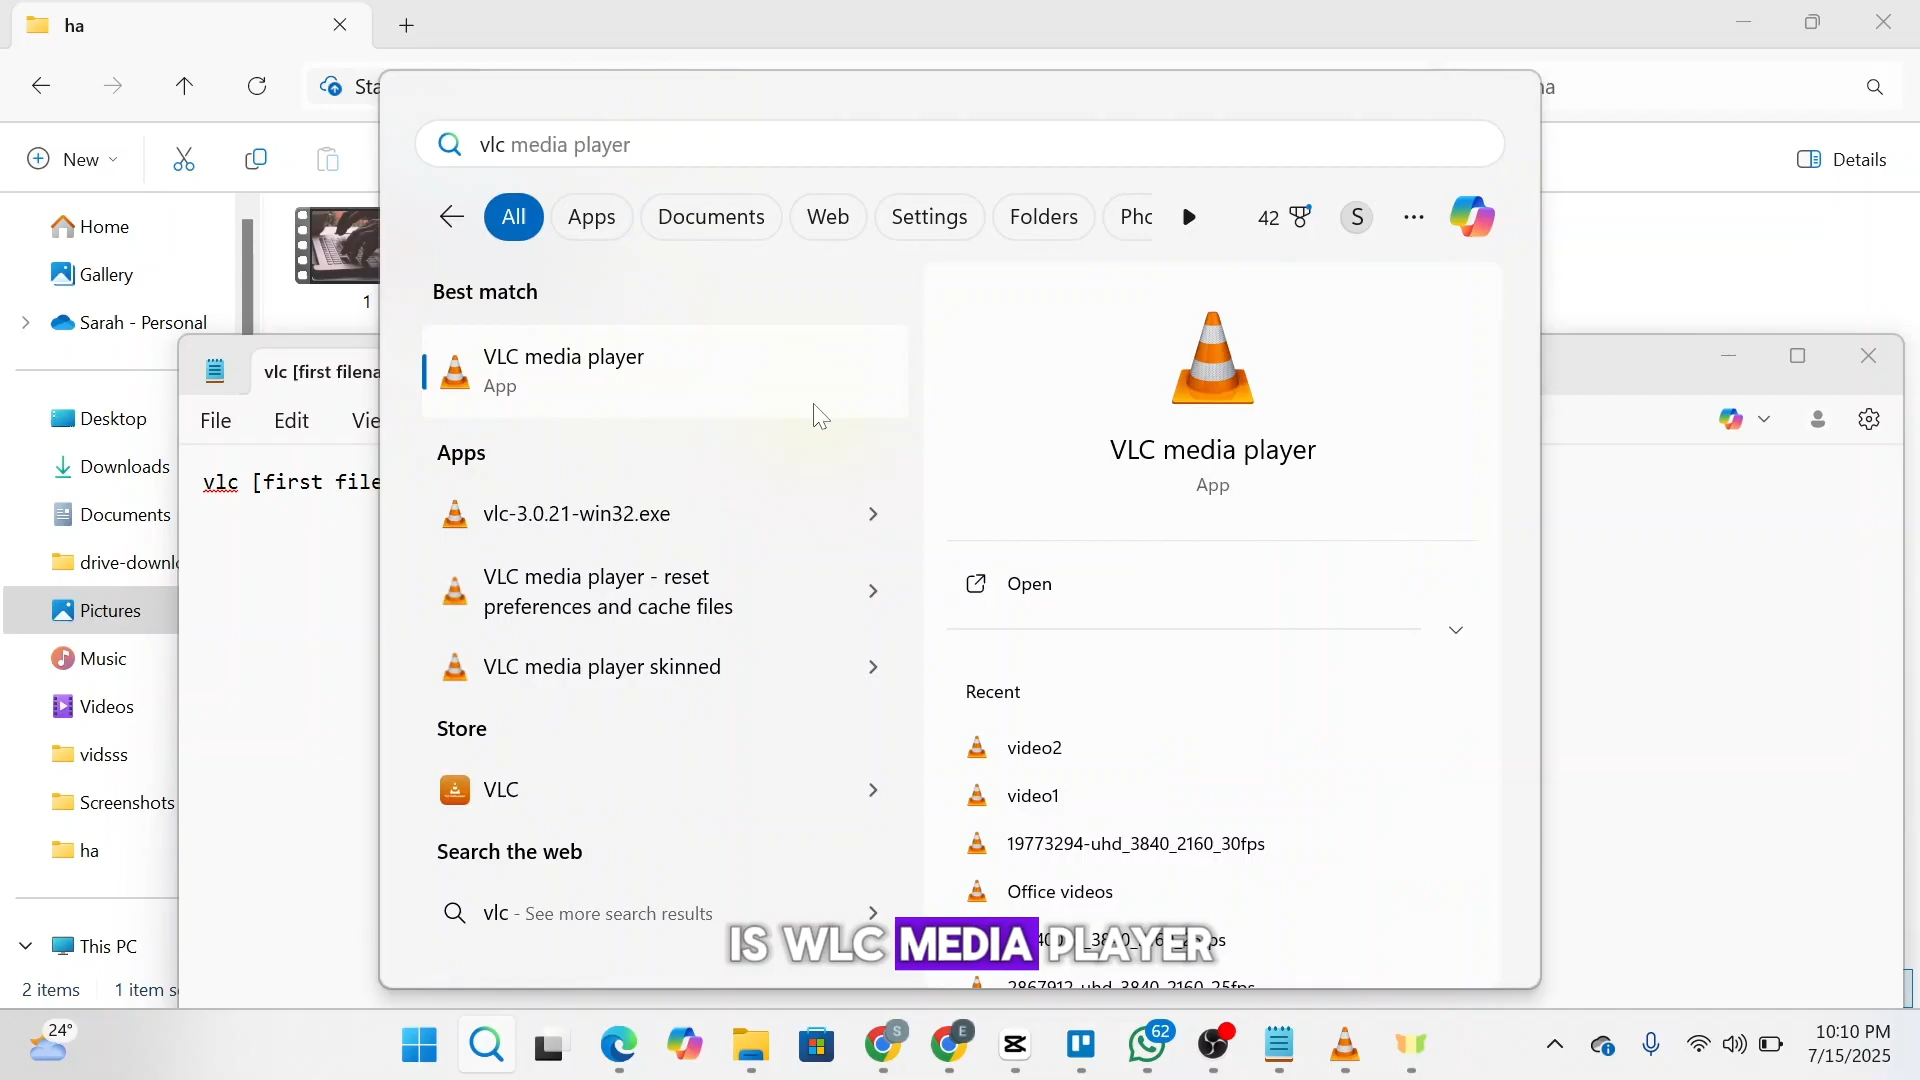 ha
Sta
ha
New
Details
Home
Gallery
Sarah - Personal
Desktop
Downloads
Documents
Pictures
Music
Videos
vidsss
Screenshots
ha
This PC
2 items
1 item s
1
vlc [first filena
File
Edit
Vie
vlc [first file
vlc media player
All
Apps
Documents
Web
Settings
Folders
Phc
42
S
Best match
VLC media player
App
Apps
vlc-3.0.21-win32.exe
VLC media player - reset
preferences and cache files
VLC media player skinned
Store
VLC
Search the web
vlc - See more search results
VLC media player
App
Open
Recent
video2
video1
19773294-uhd_3840_2160_30fps
Office videos
2867912-uhd_3840_2160_25fps
IS WLC MEDIA PLAYER
24°
S
E
62
10:10 PM
7/15/2025